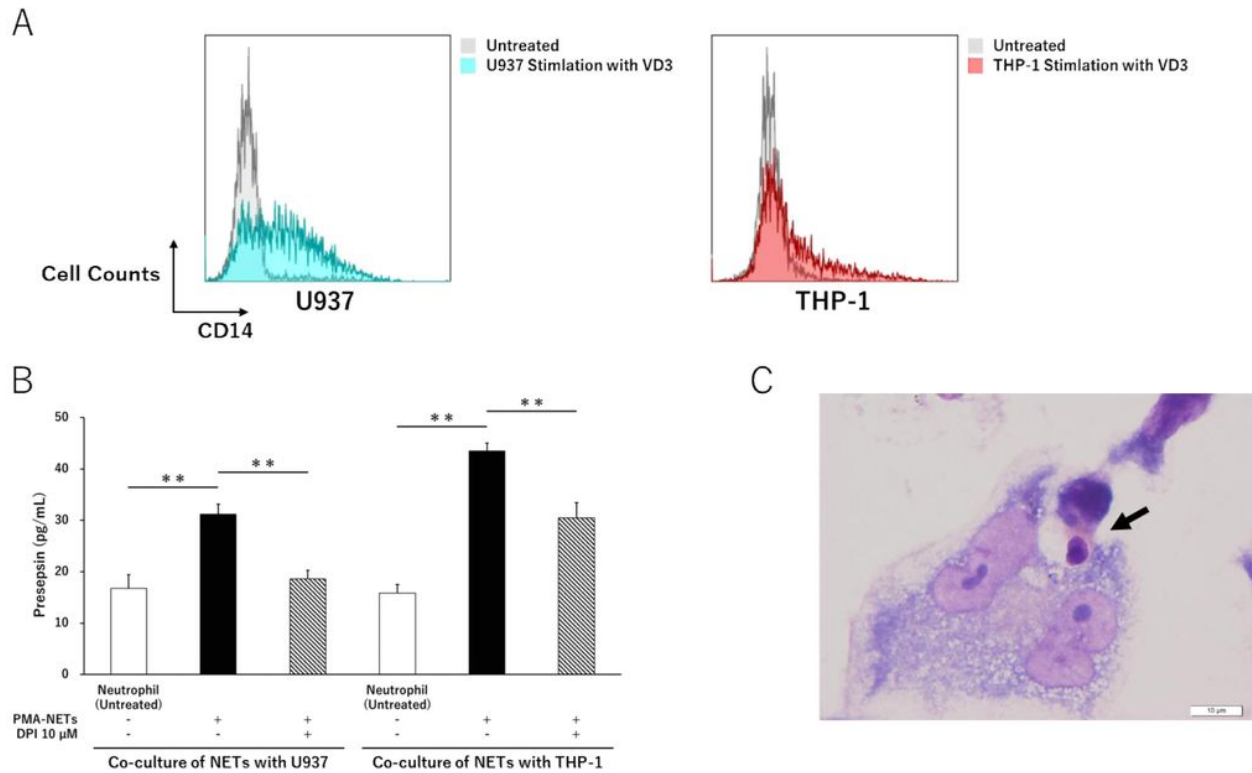 A
Untreated
U937 Stimlation with VD3
Untreated
THP-1 Stimlation with VD3
Cell Counts
CD14
U937
THP-1
B
Presepsin (pg/mL)
50
40
30
20
10
0
** ** ** **
Neutrophil
(Untreated)
Neutrophil
(Untreated)
PMA-NETs - + + - + +
DPI 10 μM - - + - - +
Co-culture of NETs with U937 Co-culture of NETs with THP-1
C
10 μm